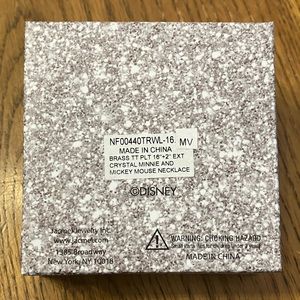 NF00440TRWL-16 MV
MADE IN CHINA
BRASS TT PLT 16"+2" EXT
CRYSTAL MINNIE AND
MICKEY MOUSE NECKLACE
©DISNEY
Jacmel Jewelry Inc.
www.jacmel.com
1385 Broadway
New York, NY 10018
WARNING: CHOKING HAZARD
MADE IN CHINA